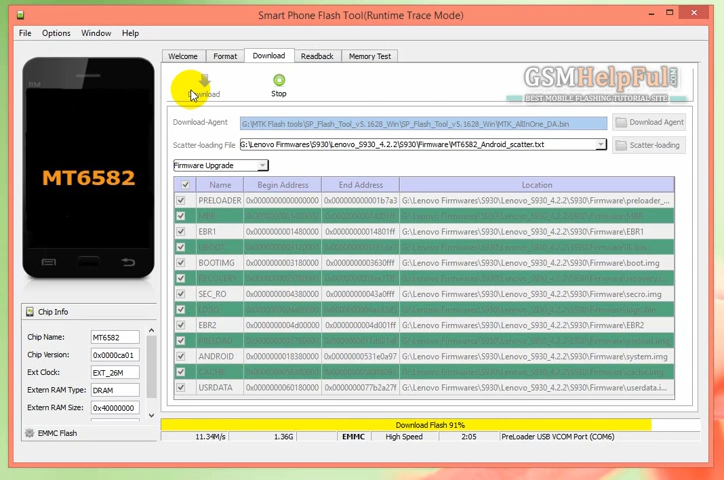 Smart Phone Flash Tool(Runtime Trace Mode)
File Options Window Help
Welcome Format Download Readback Memory Test
Stop
GSMHelpFul.COM
BEST MOBILE FLASHING TUTORIAL SITE
Download-Agent G:\MTK Flash tools\SP_Flash_Tool_v5.1628_Win\SP_Flash_Tool_v5.1628_Win\MTK_AllInOne_DA.bin Download Agent
Scatter-loading File G:\Lenovo Firmwares\S930\Lenovo_S930_4.2.2\S930\Firmware\MT6582_Android_scatter.txt Scatter-loading
Firmware Upgrade
Name Begin Address End Address Location
PRELOADER 0x0000000000000000 0x000000000001b7a3 G:\Lenovo Firmwares\S930\Lenovo_S930_4.2.2\S930\Firmware\preloader_...
EBR1 0x0000000001480000 0x00000000014801ff G:\Lenovo Firmwares\S930\Lenovo_S930_4.2.2\S930\Firmware\EBR1
BOOTIMG G:\Lenovo Firmwares\S930\Lenovo_S930_4.2.2\S930\Firmware\boot.img
SEC_RO 0x0000000004380000 0x00000000043a0fff G:\Lenovo Firmwares\S930\Lenovo_S930_4.2.2\S930\Firmware\secro.img
EBR2 0x0000000004d00000 0x0000000004d001ff G:\Lenovo Firmwares\S930\Lenovo_S930_4.2.2\S930\Firmware\EBR2
ANDROID 0x0000000018380000 0x00000000531e0a97 G:\Lenovo Firmwares\S930\Lenovo_S930_4.2.2\S930\Firmware\system.img
USRDATA 0x0000000060180000 0x0000000077b2a27f G:\Lenovo Firmwares\S930\Lenovo_S930_4.2.2\S930\Firmware\userdata.i...
MT6582
Chip Info
Chip Name: MT6582
Chip Version: 0x0000ca01
Ext Clock: EXT_26M
Extern RAM Type: DRAM
Extern RAM Size: 0x40000000
EMMC Flash
Download Flash 91%
11.34M/s 1.36G EMMC High Speed 2:05 PreLoader USB VCOM Port (COM6)